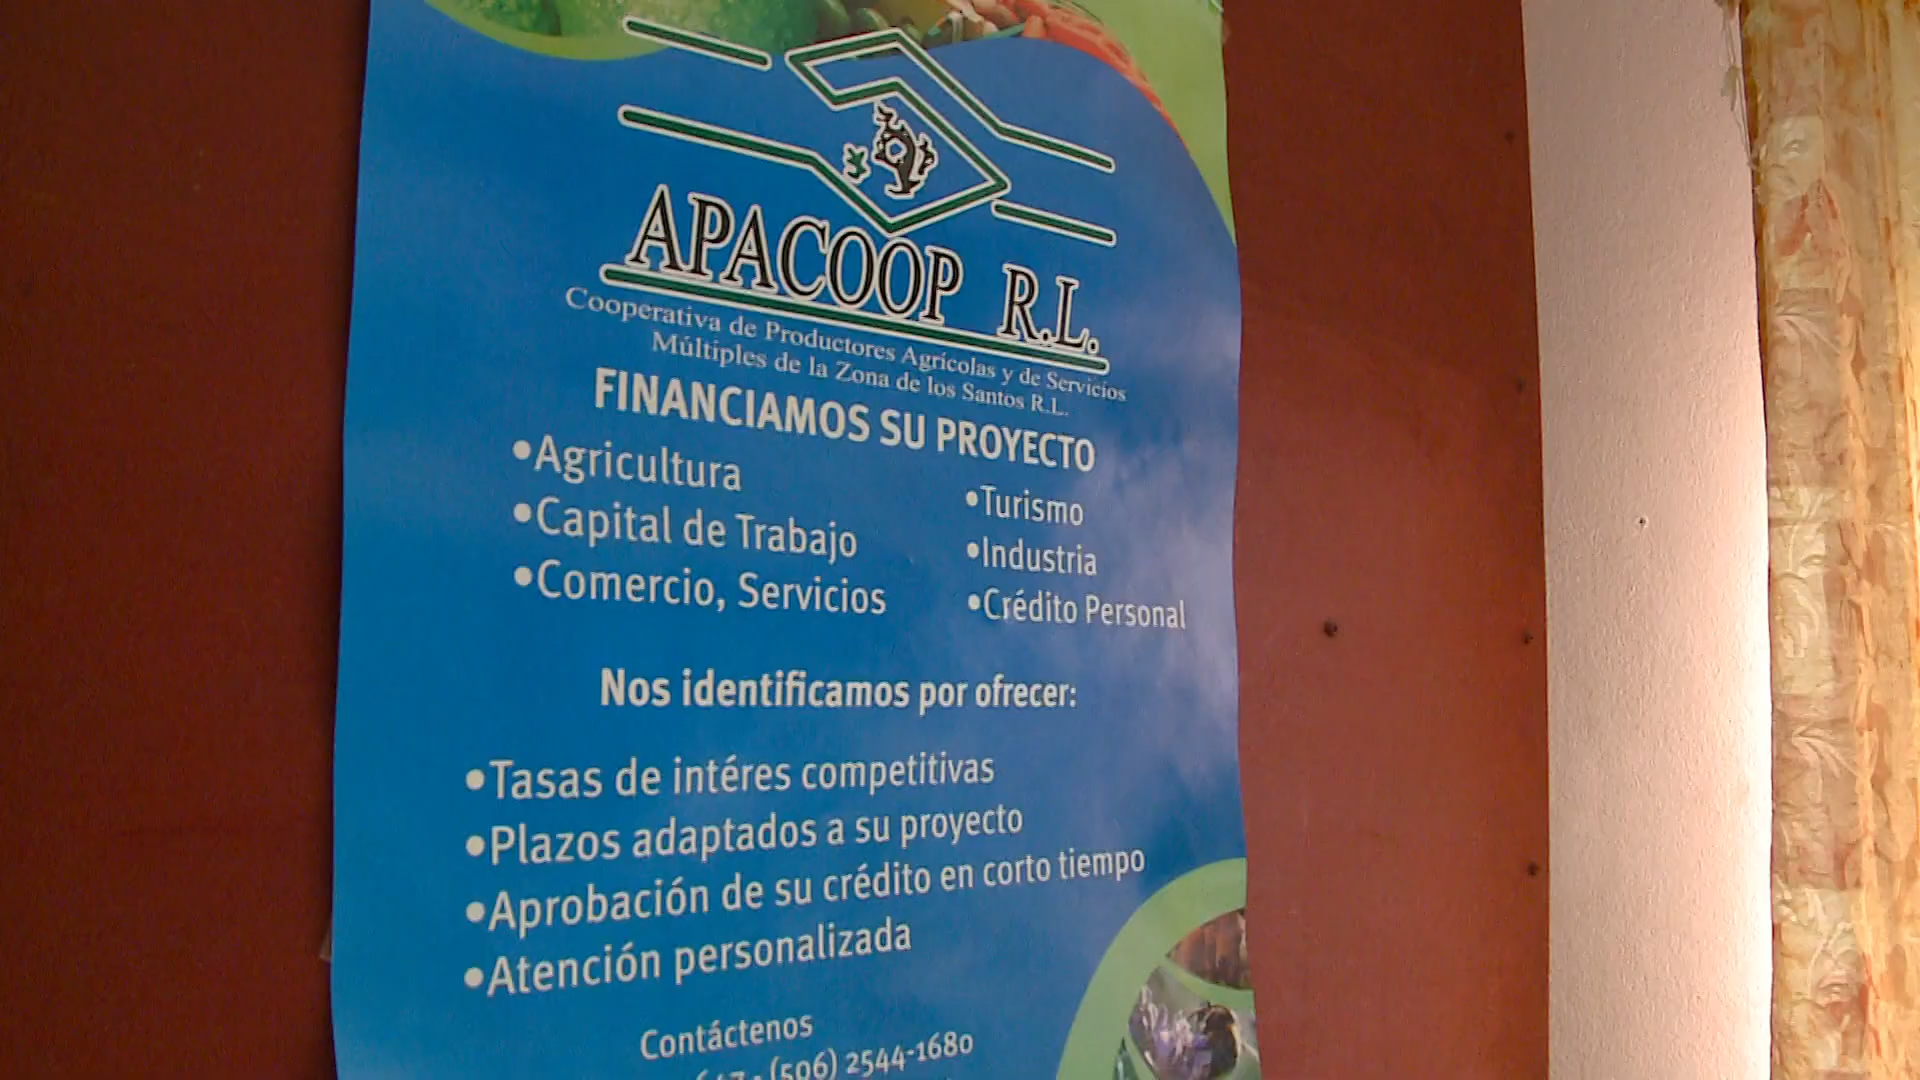 APACOOP R.L.
Cooperativa de Productores Agrícolas y de Servicios
Múltiples de la Zona de los Santos R.L.
FINANCIAMOS SU PROYECTO
•Agricultura
•Capital de Trabajo
•Comercio, Servicios
•Turismo
•Industria
•Crédito Personal
Nos identificamos por ofrecer:
•Tasas de intéres competitivas
•Plazos adaptados a su proyecto
•Aprobación de su crédito en corto tiempo
•Atención personalizada
Contáctenos
(506) 2544-1680